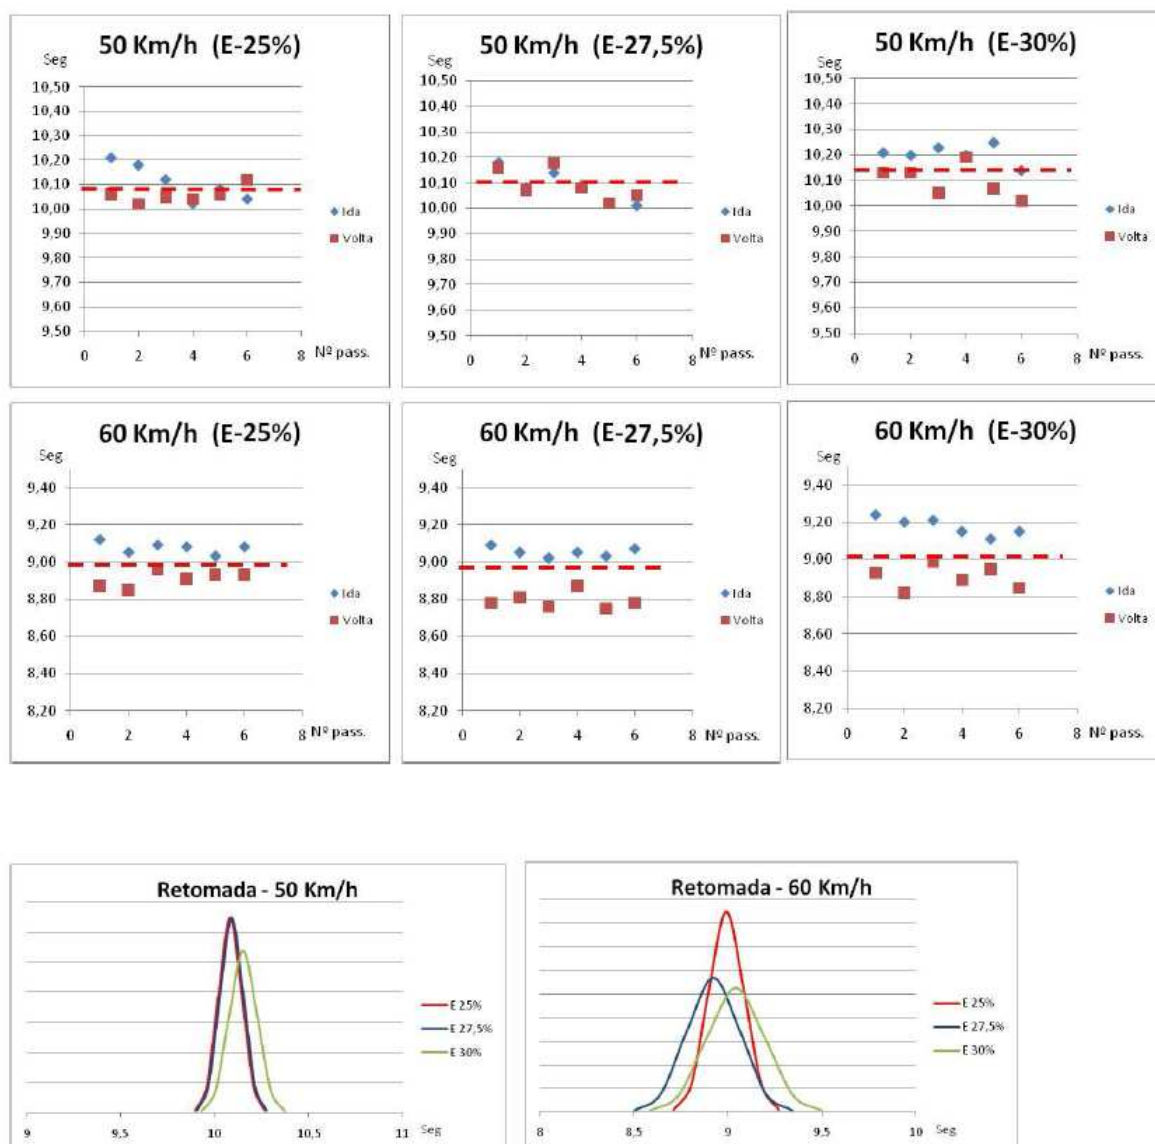 50 Km/h (E-25%)
Seg
10,50
10,40
10,30
10,20
10,10
10,00
9,90
9,80
9,70
9,60
9,50
0 2 4 6 8 Nº pass.
Ida
Volta
50 Km/h (E-27,5%)
Seg
10,50
10,40
10,30
10,20
10,10
10,00
9,90
9,80
9,70
9,60
9,50
0 2 4 6 8 Nº pass.
Ida
Volta
50 Km/h (E-30%)
Seg
10,50
10,40
10,30
10,20
10,10
10,00
9,90
9,80
9,70
9,60
9,50
0 2 4 6 8 Nº pass.
Ida
Volta
60 Km/h (E-25%)
Seg
9,40
9,20
9,00
8,80
8,60
8,40
8,20
0 2 4 6 8 Nº pass.
Ida
Volta
60 Km/h (E-27,5%)
Seg
9,40
9,20
9,00
8,80
8,60
8,40
8,20
0 2 4 6 8 Nº pass.
Ida
Volta
60 Km/h (E-30%)
Seg
9,40
9,20
9,00
8,80
8,60
8,40
8,20
0 2 4 6 8 Nº pass.
Ida
Volta
Retomada - 50 Km/h
E 25%
E 27,5%
E 30%
9 9,5 10 10,5 11 Seg
Retomada - 60 Km/h
E 25%
E 27,5%
E 30%
8 8,5 9 9,5 10 Seg